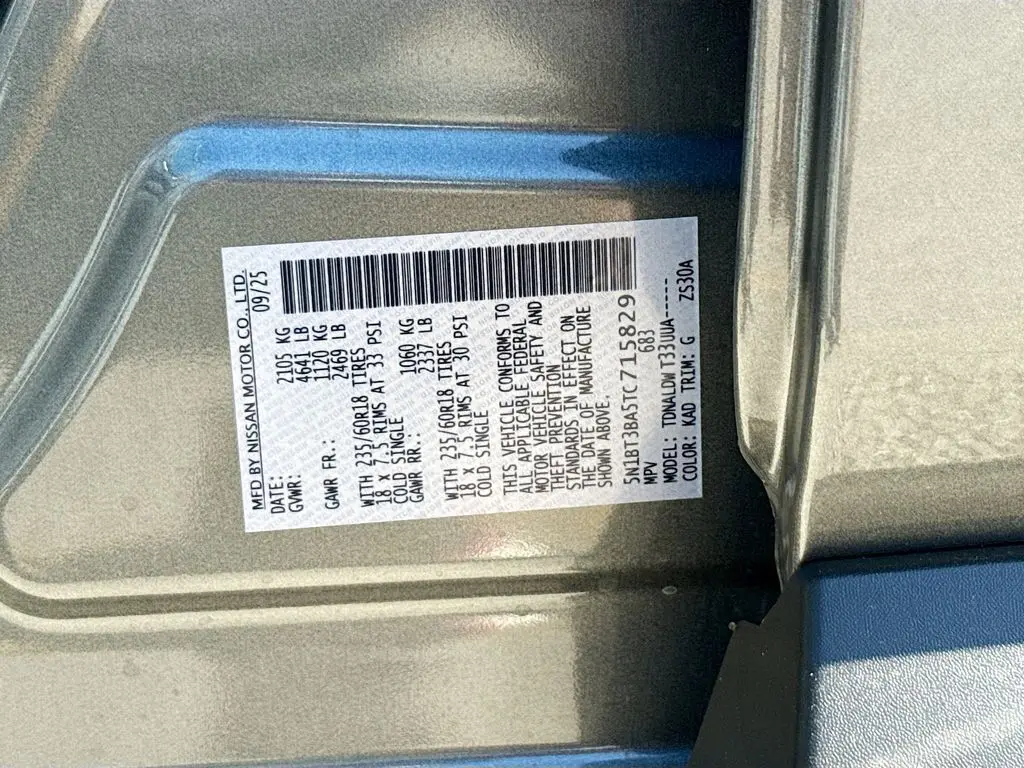 MFD BY NISSAN MOTOR CO., LTD.
DATE: 09/25
GVWR: 2105 KG
4641 LB
GAWR FR.: 1120 KG
2469 LB
WITH 235/60R18 TIRES
18 x 7.5 RIMS AT 33 PSI
COLD SINGLE
GAWR RR.: 1060 KG
2337 LB
WITH 235/60R18 TIRES
18 x 7.5 RIMS AT 30 PSI
COLD SINGLE
THIS VEHICLE CONFORMS TO
ALL APPLICABLE FEDERAL
MOTOR VEHICLE SAFETY AND
THEFT PREVENTION
STANDARDS IN EFFECT ON
THE DATE OF MANUFACTURE
SHOWN ABOVE.
5N1BT3BA5TC715829
MPV 683
MODEL: TDNALDW T33UUA-----
COLOR: KAD TRIM: G ZS30A